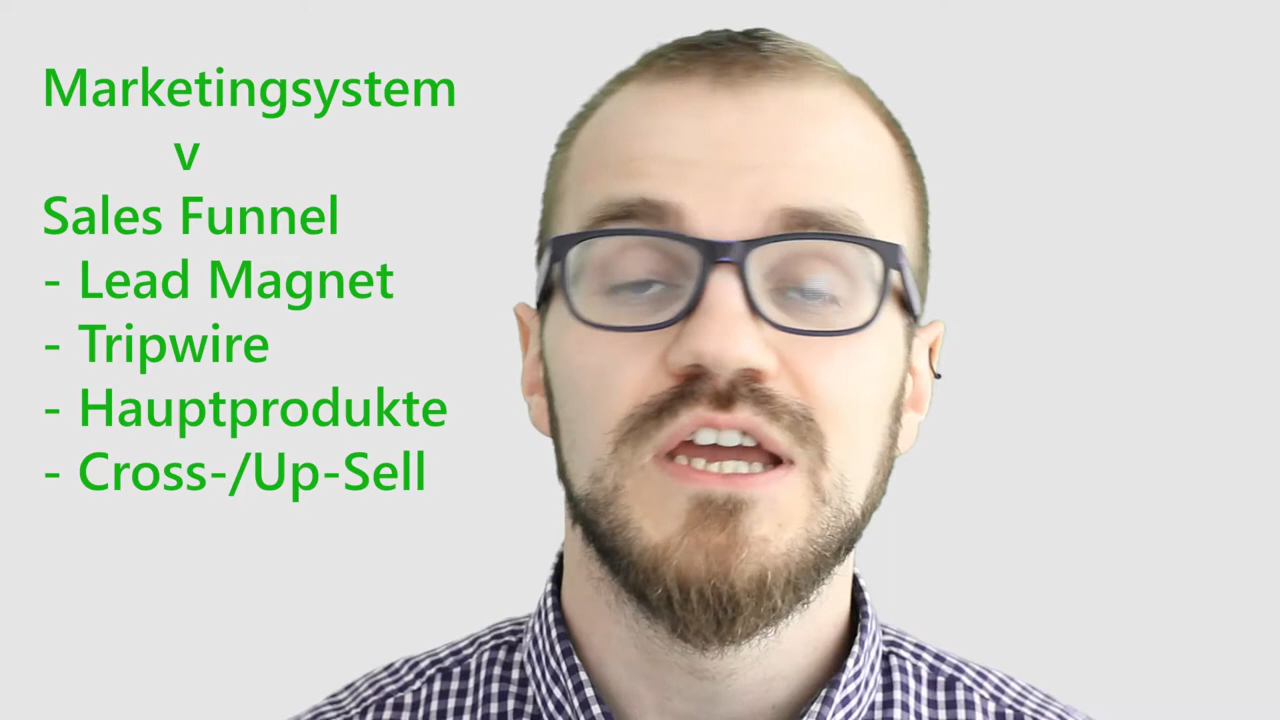 Marketingsystem
v
Sales Funnel
- Lead Magnet
- Tripwire
- Hauptprodukte
- Cross-/Up-Sell